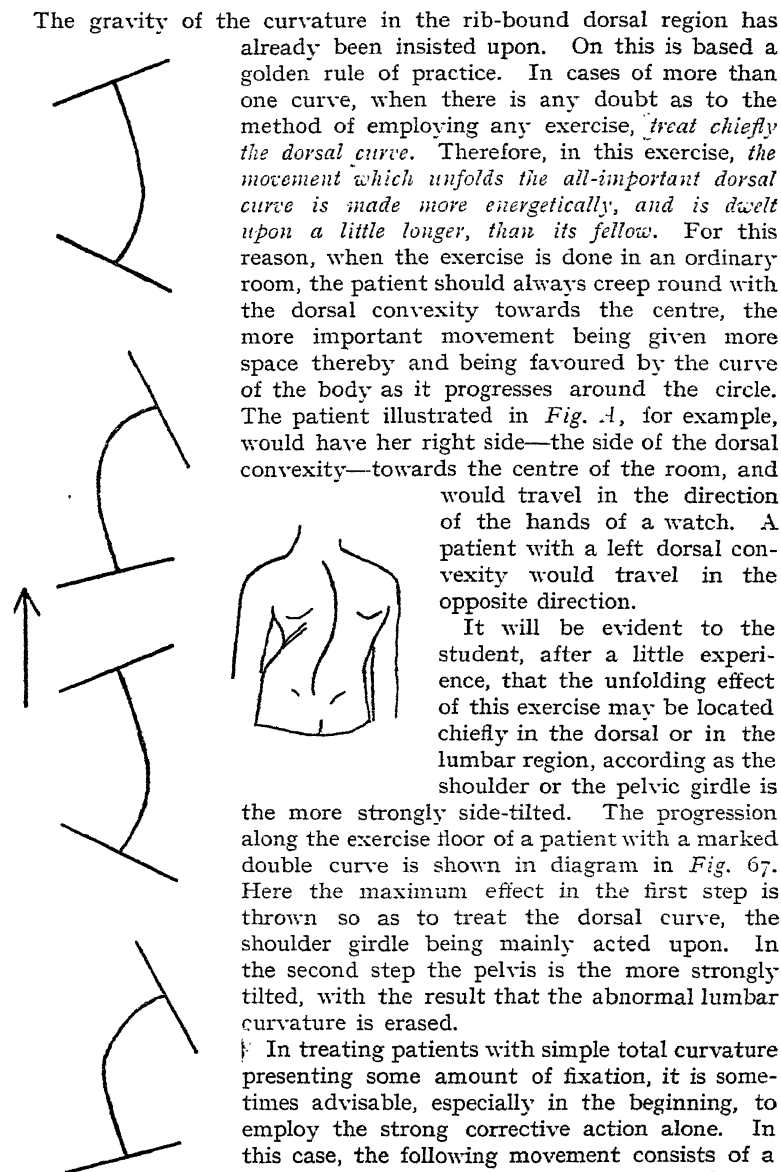 The gravity of the curvature in the rib-bound dorsal region has
already been insisted upon. On this is based a
golden rule of practice. In cases of more than
one curve, when there is any doubt as to the
method of employing any exercise, treat chiefly
the dorsal curve. Therefore, in this exercise, the
movement which unfolds the all-important dorsal
curve is made more energetically, and is dwelt
upon a little longer, than its fellow. For this
reason, when the exercise is done in an ordinary
room, the patient should always creep round with
the dorsal convexity towards the centre, the
more important movement being given more
space thereby and being favoured by the curve
of the body as it progresses around the circle.
The patient illustrated in Fig. A, for example,
would have her right side—the side of the dorsal
convexity—towards the centre of the room, and
would travel in the direction
of the hands of a watch. A
patient with a left dorsal con-
vexity would travel in the
opposite direction.
It will be evident to the
student, after a little experi-
ence, that the unfolding effect
of this exercise may be located
chiefly in the dorsal or in the
lumbar region, according as the
shoulder or the pelvic girdle is
the more strongly side-tilted. The progression
along the exercise floor of a patient with a marked
double curve is shown in diagram in Fig. 67.
Here the maximum effect in the first step is
thrown so as to treat the dorsal curve, the
shoulder girdle being mainly acted upon. In
the second step the pelvis is the more strongly
tilted, with the result that the abnormal lumbar
curvature is erased.
In treating patients with simple total curvature
presenting some amount of fixation, it is some-
times advisable, especially in the beginning, to
employ the strong corrective action alone. In
this case, the following movement consists of a